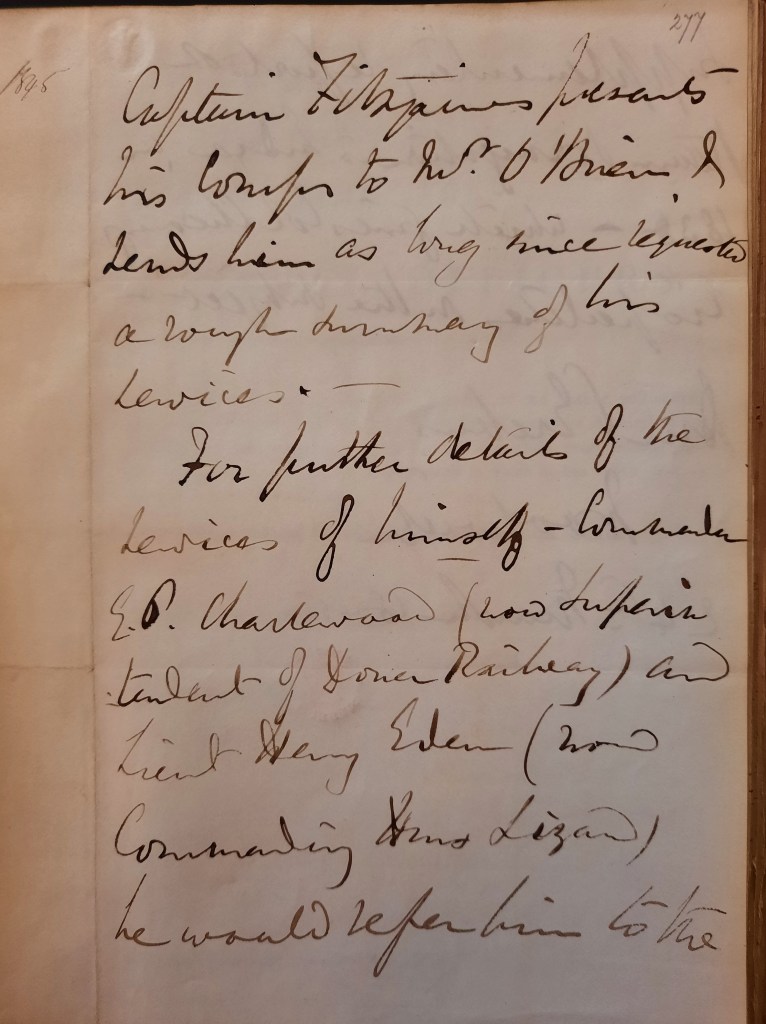 277
1845
Captain Fitzjames presents
his Comps to Mr. O'Brien &
sends him as long since requested
a rough summary of his
services. —
For further details of the
services of himself - Commander
E.P. Charlewood (now superin
tendent of Dover Railway) and
Lieut Henry Eden (now
Commanding HMS Lizard)
he would refer him to the